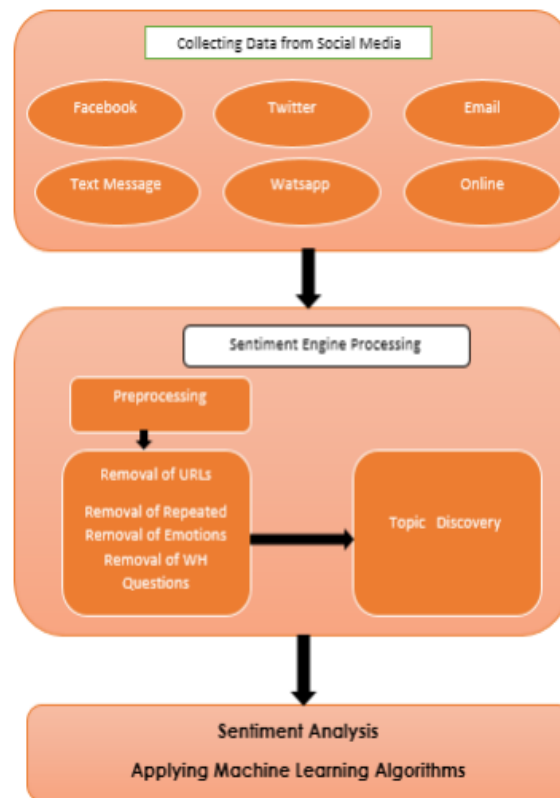 Collecting Data from Social Media
Facebook
Twitter
Email
Text Message
Watsapp
Online
Sentiment Engine Processing
Preprocessing
Removal of URLs
Removal of Repeated
Removal of Emotions
Removal of WH
Questions
Topic Discovery
Sentiment Analysis
Applying Machine Learning Algorithms